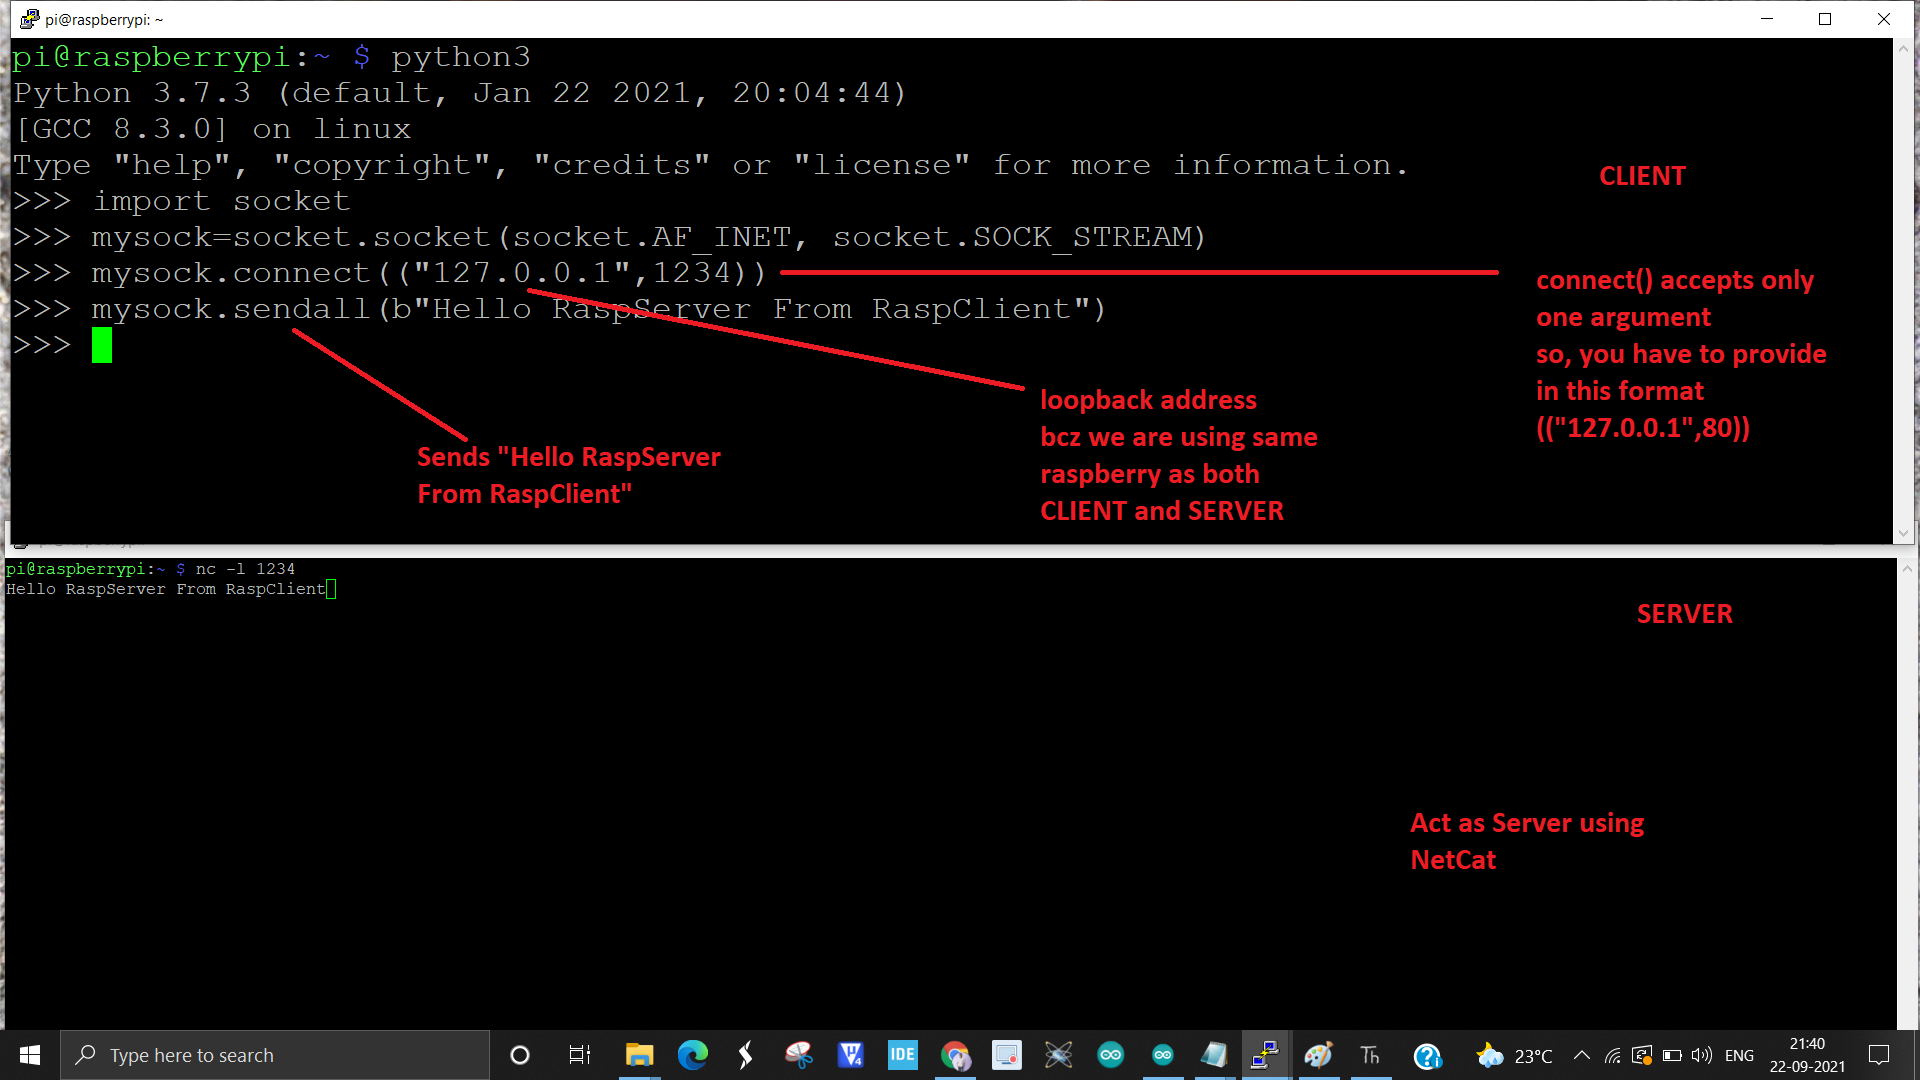 pi@raspberrypi: ~
pi@raspberrypi:~ $ python3
Python 3.7.3 (default, Jan 22 2021, 20:04:44)
[GCC 8.3.0] on linux
Type "help", "copyright", "credits" or "license" for more information.
>>> import socket
>>> mysock=socket.socket(socket.AF_INET, socket.SOCK_STREAM)
>>> mysock.connect(("127.0.0.1",1234))
>>> mysock.sendall(b"Hello RaspServer From RaspClient")
>>>
CLIENT
connect() accepts only
one argument
so, you have to provide
in this format
(("127.0.0.1",80))
loopback address
bcz we are using same
raspberry as both
CLIENT and SERVER
Sends "Hello RaspServer
From RaspClient"
pi@raspberrypi:~ $ nc -l 1234
Hello RaspServer From RaspClient
SERVER
Act as Server using
NetCat
Type here to search
IDE
Th
23°C
ENG
21:40
22-09-2021